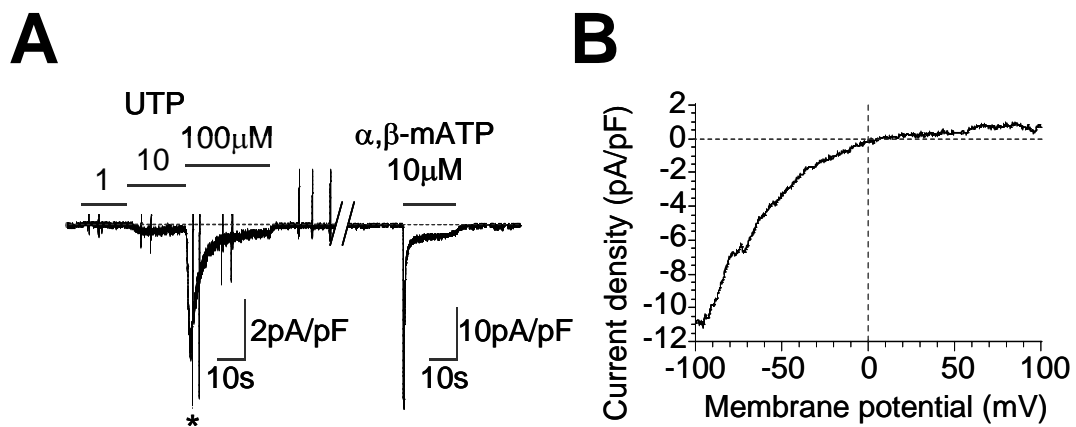 A
UTP
1
10
100μM
α,β-mATP
10μM
2pA/pF
10s
10pA/pF
10s
*
B
Current density (pA/pF)
2
0
-2
-4
-6
-8
-10
-12
-100
-50
0
50
100
Membrane potential (mV)